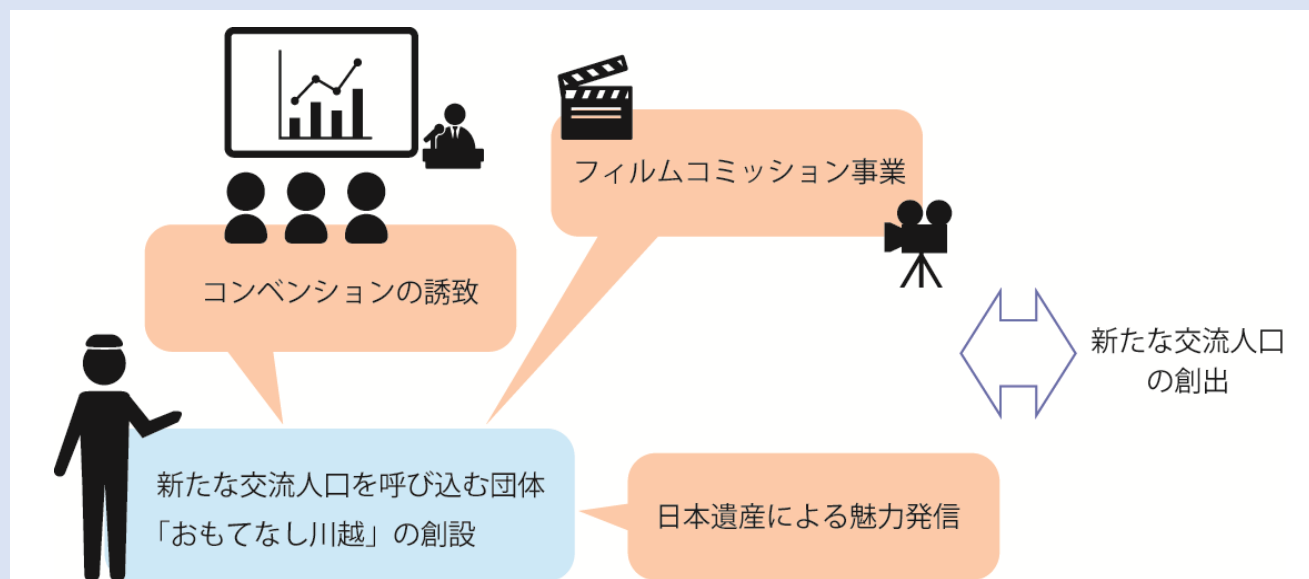 フィルムコミッション事業
コンベンションの誘致
新たな交流人口
の創出
新たな交流人口を呼び込む団体
「おもてなし川越」の創設
日本遺産による魅力発信